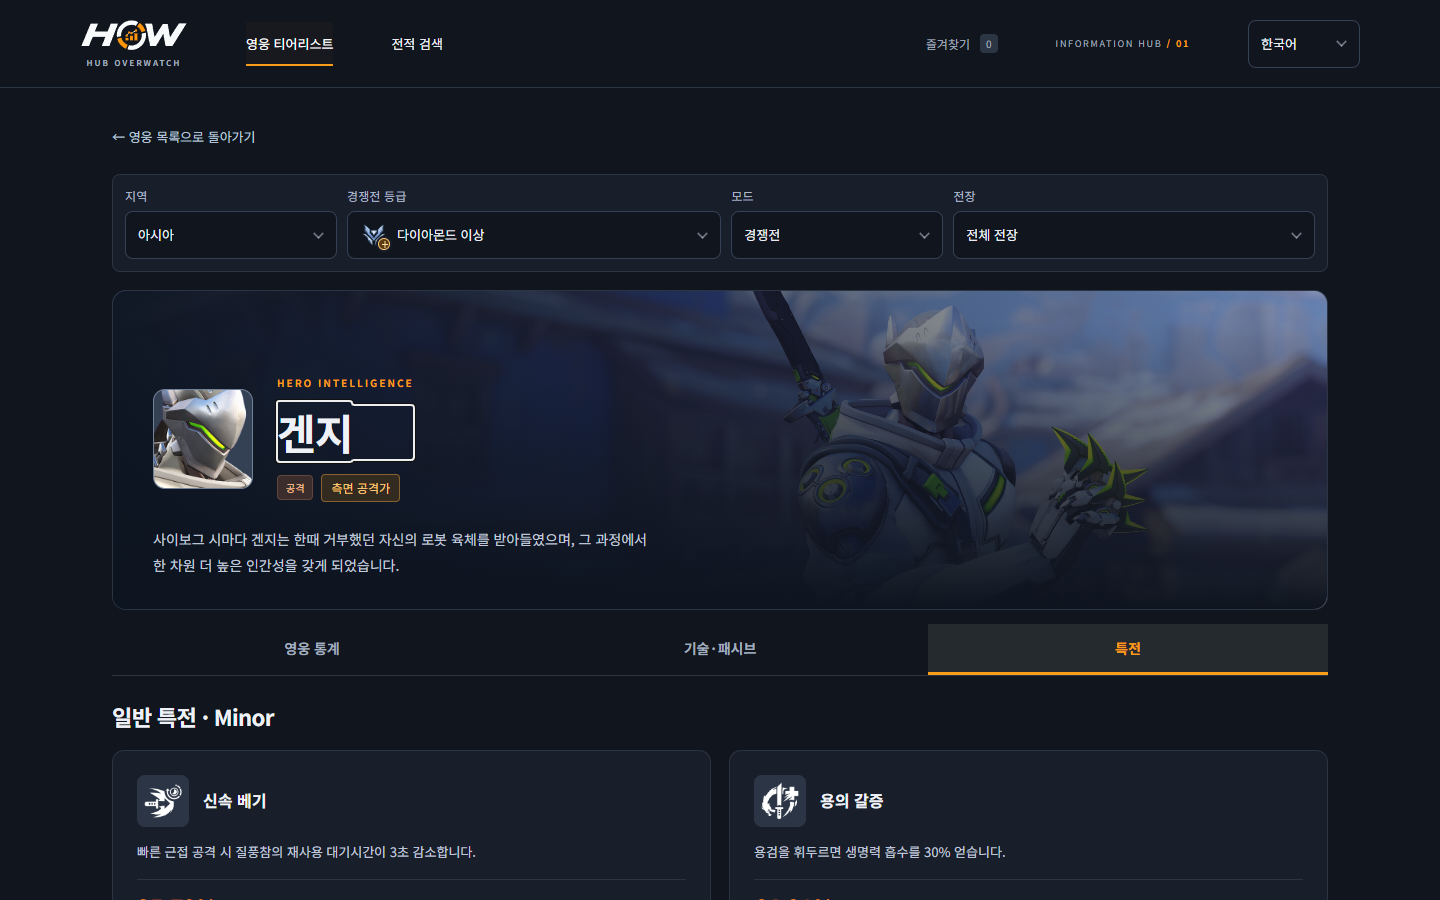 HOW
HUB OVERWATCH
영웅 티어리스트
전적 검색
즐겨찾기 0
INFORMATION HUB / 01
한국어
← 영웅 목록으로 돌아가기
지역
경쟁전 등급
모드
전장
아시아
다이아몬드 이상
경쟁전
전체 전장
HERO INTELLIGENCE
겐지
공격
측면 공격가
사이보그 시마다 겐지는 한때 거부했던 자신의 로봇 육체를 받아들였으며, 그 과정에서
한 차원 더 높은 인간성을 갖게 되었습니다.
영웅 통계
기술·패시브
특전
일반 특전 · Minor
신속 베기
빠른 근접 공격 시 질풍참의 재사용 대기시간이 3초 감소합니다.
용의 갈증
용검을 휘두르면 생명력 흡수를 30% 얻습니다.